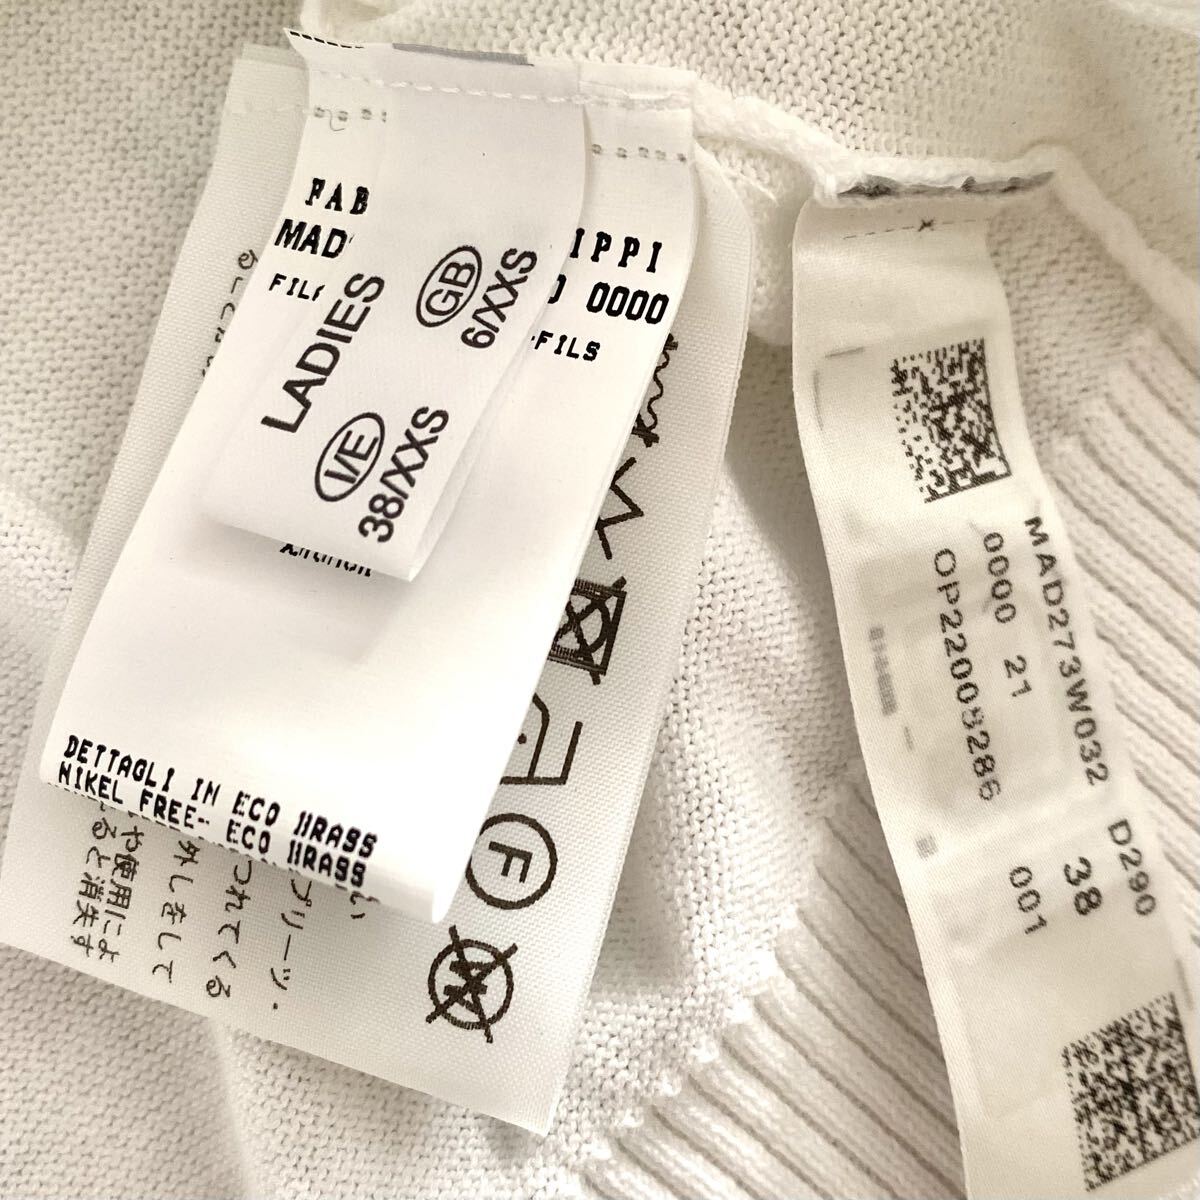 FAB
IPPI
MAD
0000
-FILS
LADIES
GB
6/XXS
I/E
38/XXS
DETTAGLI IN ECO BRASS
NIKEL FREE- ECO BRASS
プリーツ・
つれてくる
外しをして
や使用によ
ると消失す
F
W
MAD273W032 D290
0000 21 38
OP22008286 001